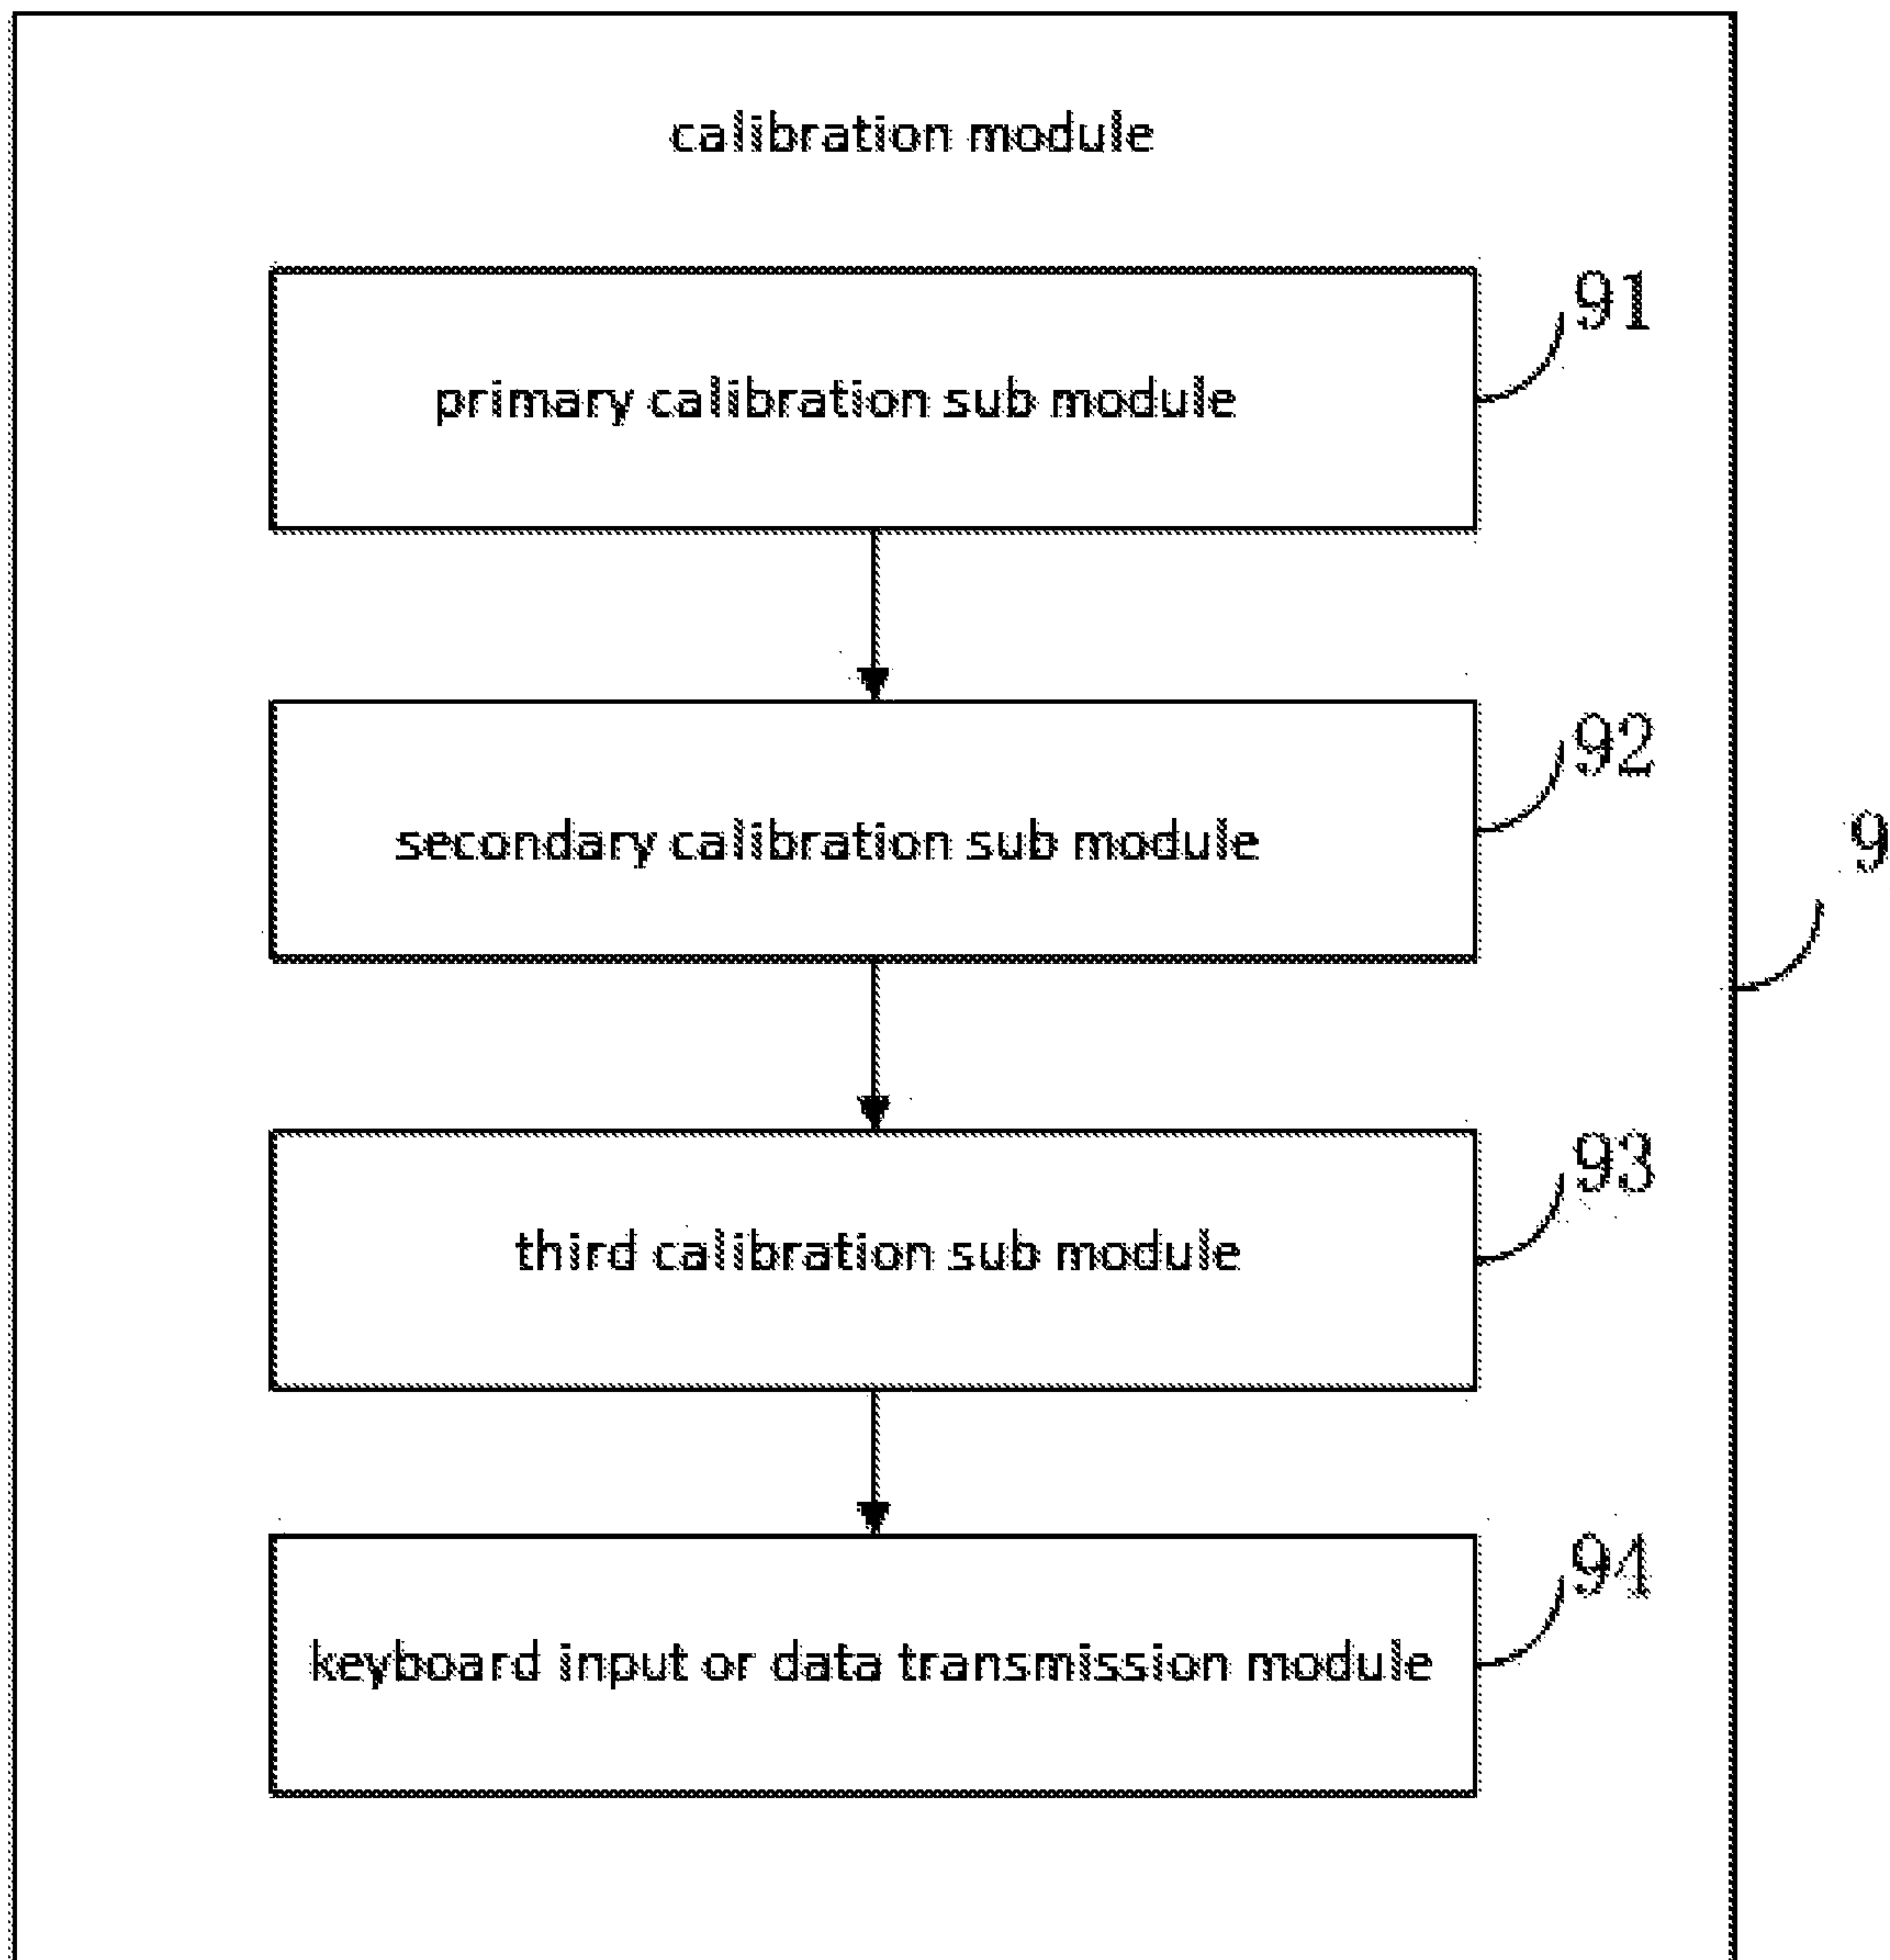 calibration module
91
primary calibration sub module
92
secondary calibration sub module
9
93
third calibration sub module
94
keyboard input or data transmission module